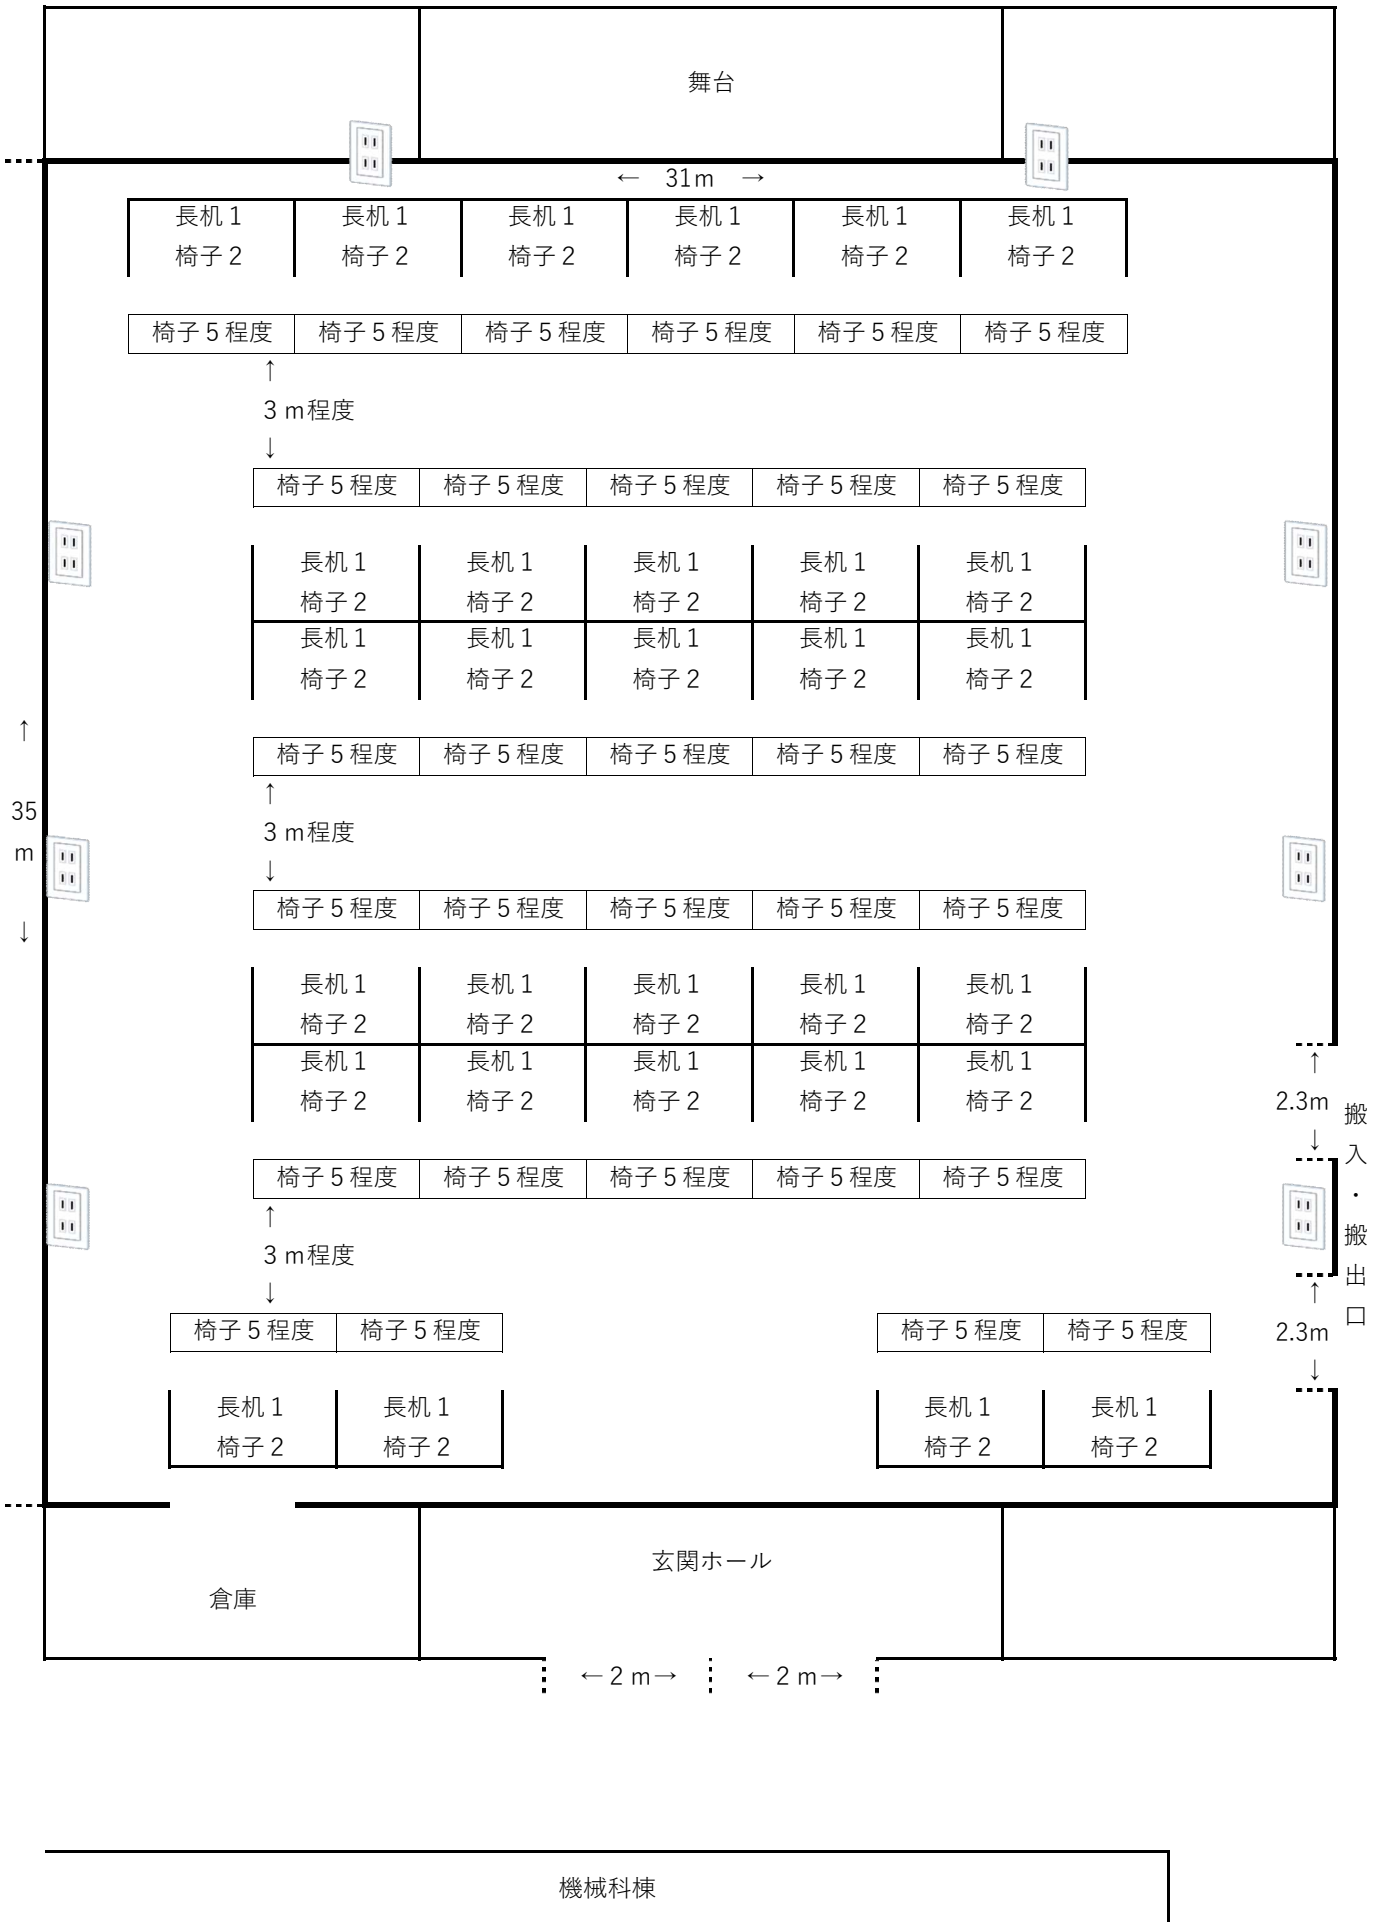 舞台
← 31m →
長机１ 長机１ 長机１ 長机１ 長机１ 長机１
椅子２ 椅子２ 椅子２ 椅子２ 椅子２ 椅子２
椅子５程度 椅子５程度 椅子５程度 椅子５程度 椅子５程度 椅子５程度
↑
３ｍ程度
↓
椅子５程度 椅子５程度 椅子５程度 椅子５程度 椅子５程度
長机１ 長机１ 長机１ 長机１ 長机１
椅子２ 椅子２ 椅子２ 椅子２ 椅子２
長机１ 長机１ 長机１ 長机１ 長机１
椅子２ 椅子２ 椅子２ 椅子２ 椅子２
↑
35
ｍ
↓
椅子５程度 椅子５程度 椅子５程度 椅子５程度 椅子５程度
↑
３ｍ程度
↓
椅子５程度 椅子５程度 椅子５程度 椅子５程度 椅子５程度
長机１ 長机１ 長机１ 長机１ 長机１
椅子２ 椅子２ 椅子２ 椅子２ 椅子２
長机１ 長机１ 長机１ 長机１ 長机１
椅子２ 椅子２ 椅子２ 椅子２ 椅子２
↑
2.3m
↓
搬入・搬出口
椅子５程度 椅子５程度 椅子５程度 椅子５程度 椅子５程度
↑
３ｍ程度
↓
↑
2.3m
↓
椅子５程度 椅子５程度 椅子５程度 椅子５程度
長机１ 長机１ 長机１ 長机１
椅子２ 椅子２ 椅子２ 椅子２
玄関ホール
倉庫
←２ｍ→ ←２ｍ→
機械科棟